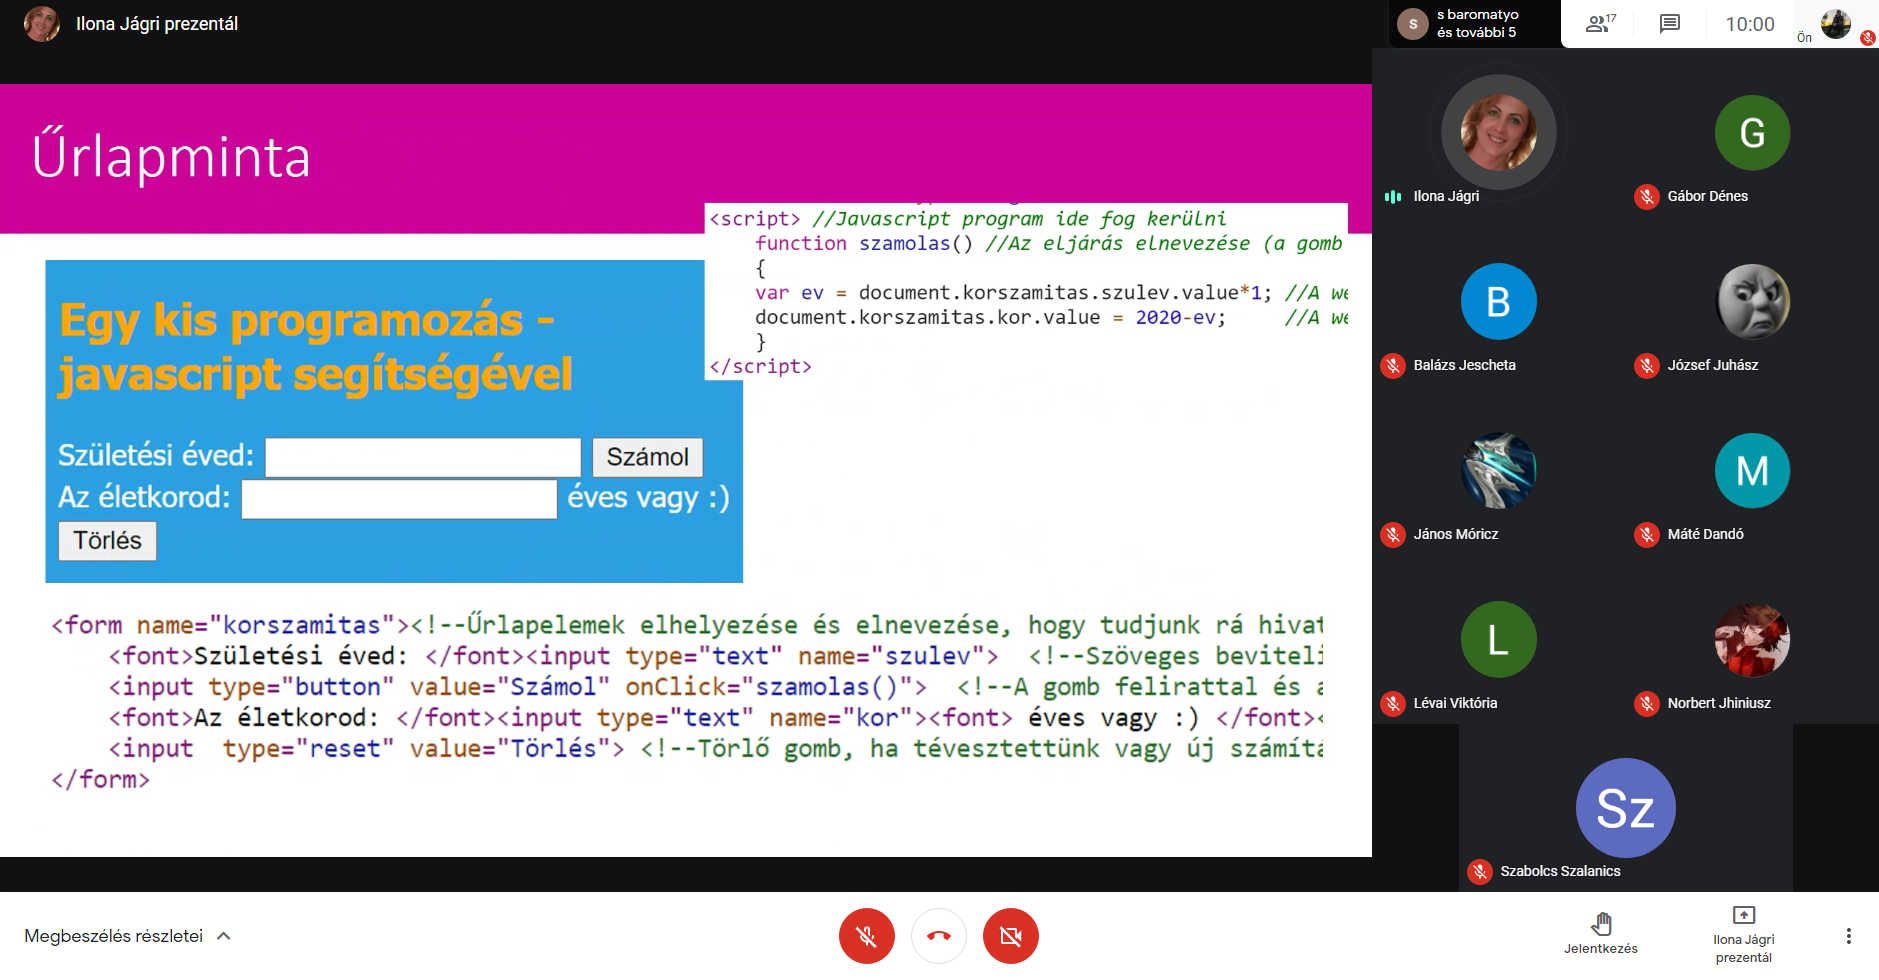 Ilona Jágri prezentál
s baromatyo
és további 5
17
10:00
Ön
Űrlapminta
<script> //Javascript program ide fog kerülni
function szamolas() //Az eljárás elnevezése (a gomb
{
var ev = document.korszamitas.szulev.value*1; //A we
document.korszamitas.kor.value = 2020-ev; //A we
}
</script>
Egy kis programozás -
javascript segítségével
Születési éved: Számol
Az életkorod: éves vagy :)
Törlés
<form name="korszamitas"><!--Űrlapelemek elhelyezése és elnevezése, hogy tudjunk rá hivat
<font>Születési éved: </font><input type="text" name="szulev"> <!--Szöveges beviteli
<input type="button" value="Számol" onClick="szamolas()"> <!--A gomb felirattal és a
<font>Az életkorod: </font><input type="text" name="kor"><font> éves vagy :) </font><
<input type="reset" value="Törlés"> <!--Törlő gomb, ha tévesztettünk vagy új számítá
</form>
Ilona Jágri
G
Gábor Dénes
B
Balázs Jescheta
József Juhász
János Móricz
M
Máté Dandó
L
Lévai Viktória
Norbert Jhiniusz
Sz
Szabolcs Szalanics
Megbeszélés részletei
Jelentkezés
Ilona Jágri
prezentál